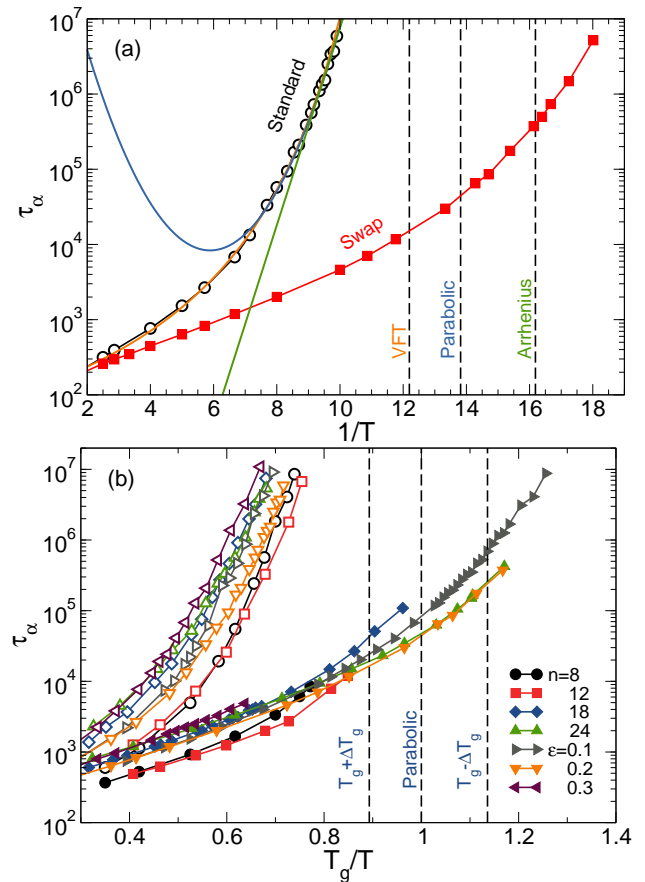 (a)
10^7
10^6
10^5
10^4
10^3
10^2
τ_α
Standard
Swap
VFT
Parabolic
Arrhenius
2 4 6 8 10 12 14 16 18
1/T
(b)
10^7
10^6
10^5
10^4
10^3
10^2
τ_α
T_g+ΔT_g
Parabolic
T_g-ΔT_g
n=8
12
18
24
ε=0.1
0.2
0.3
0.4 0.6 0.8 1 1.2 1.4
T_g/T